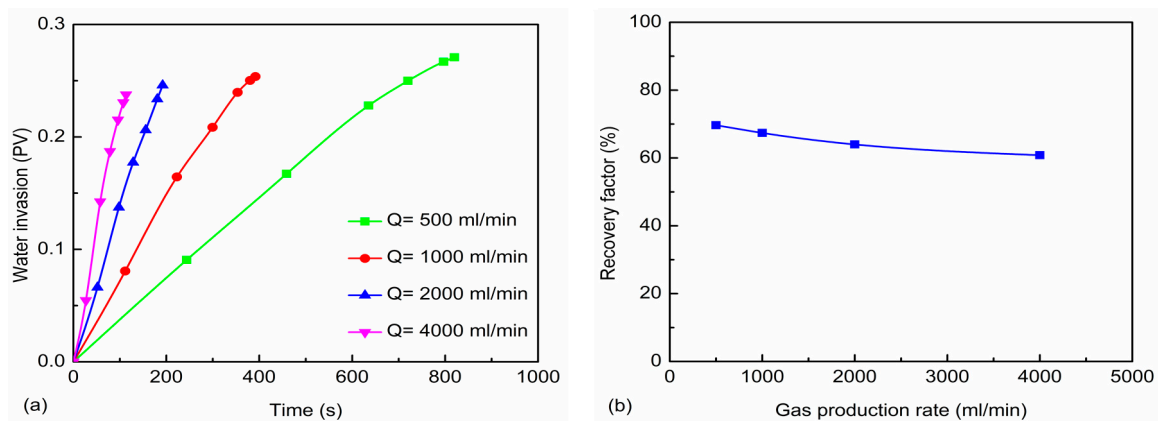 0.3
0.2
0.1
0.0
Water invasion (PV)
Q= 500 ml/min
Q= 1000 ml/min
Q= 2000 ml/min
Q= 4000 ml/min
0 200 400 600 800 1000
(a) Time (s)
100
80
60
40
20
0
Recovery factor (%)
0 1000 2000 3000 4000 5000
(b) Gas production rate (ml/min)